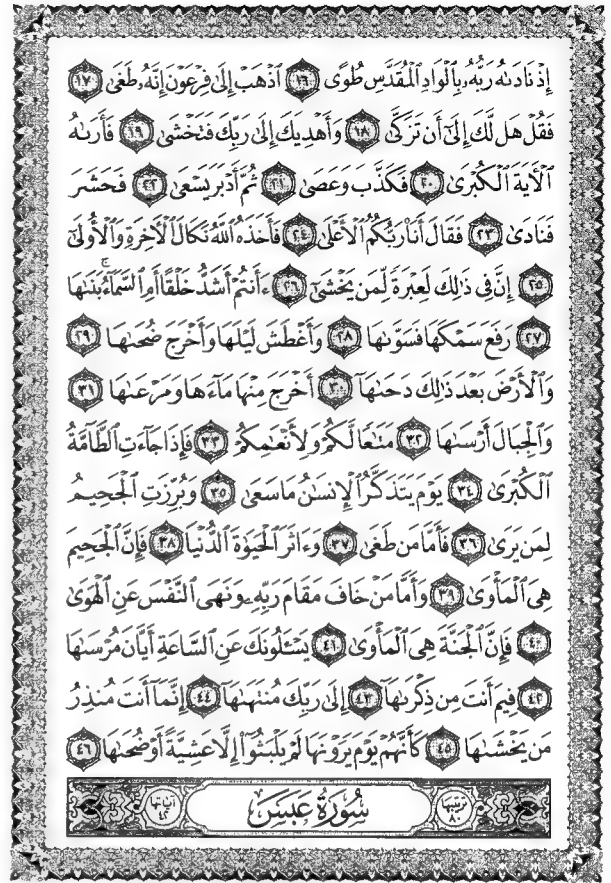 إِذْ نَادَىٰهُ رَبُّهُۥ بِٱلْوَادِ ٱلْمُقَدَّسِ طُوًى ١٦ ٱذْهَبْ إِلَىٰ فِرْعَوْنَ إِنَّهُۥ طَغَىٰ ١٧
فَقُلْ هَل لَّكَ إِلَىٰٓ أَن تَزَكَّىٰ ١٨ وَأَهْدِيَكَ إِلَىٰ رَبِّكَ فَتَخْشَىٰ ١٩ فَأَرَىٰهُ
ٱلْـَٔايَةَ ٱلْكُبْرَىٰ ٢٠ فَكَذَّبَ وَعَصَىٰ ٢١ ثُمَّ أَدْبَرَ يَسْعَىٰ ٢٢ فَحَشَرَ
فَنَادَىٰ ٢٣ فَقَالَ أَنَا۠ رَبُّكُمُ ٱلْأَعْلَىٰ ٢٤ فَأَخَذَهُ ٱللَّهُ نَكَالَ ٱلْـَٔاخِرَةِ وَٱلْأُولَىٰٓ
٢٥ إِنَّ فِى ذَٰلِكَ لَعِبْرَةً لِّمَن يَخْشَىٰٓ ٢٦ ءَأَنتُمْ أَشَدُّ خَلْقًا أَمِ ٱلسَّمَآءُ ۚ بَنَىٰهَا
٢٧ رَفَعَ سَمْكَهَا فَسَوَّىٰهَا ٢٨ وَأَغْطَشَ لَيْلَهَا وَأَخْرَجَ ضُحَىٰهَا ٢٩
وَٱلْأَرْضَ بَعْدَ ذَٰلِكَ دَحَىٰهَآ ٣٠ أَخْرَجَ مِنْهَا مَآءَهَا وَمَرْعَىٰهَا ٣١
وَٱلْجِبَالَ أَرْسَىٰهَا ٣٢ مَتَـٰعًا لَّكُمْ وَلِأَنْعَـٰمِكُمْ ٣٣ فَإِذَا جَآءَتِ ٱلطَّآمَّةُ
ٱلْكُبْرَىٰ ٣٤ يَوْمَ يَتَذَكَّرُ ٱلْإِنسَـٰنُ مَا سَعَىٰ ٣٥ وَبُرِّزَتِ ٱلْجَحِيمُ
لِمَن يَرَىٰ ٣٦ فَأَمَّا مَن طَغَىٰ ٣٧ وَءَاثَرَ ٱلْحَيَوٰةَ ٱلدُّنْيَا ٣٨ فَإِنَّ ٱلْجَحِيمَ
هِىَ ٱلْمَأْوَىٰ ٣٩ وَأَمَّا مَنْ خَافَ مَقَامَ رَبِّهِۦ وَنَهَى ٱلنَّفْسَ عَنِ ٱلْهَوَىٰ
٤٠ فَإِنَّ ٱلْجَنَّةَ هِىَ ٱلْمَأْوَىٰ ٤١ يَسْـَٔلُونَكَ عَنِ ٱلسَّاعَةِ أَيَّانَ مُرْسَىٰهَا
٤٢ فِيمَ أَنتَ مِن ذِكْرَىٰهَآ ٤٣ إِلَىٰ رَبِّكَ مُنتَهَىٰهَآ ٤٤ إِنَّمَآ أَنتَ مُنذِرُ
مَن يَخْشَىٰهَا ٤٥ كَأَنَّهُمْ يَوْمَ يَرَوْنَهَا لَمْ يَلْبَثُوٓا۟ إِلَّا عَشِيَّةً أَوْ ضُحَىٰهَا ٤٦
ترتيبها ٨٠ سُورَةُ عَبَسَ آياتها ٤٢